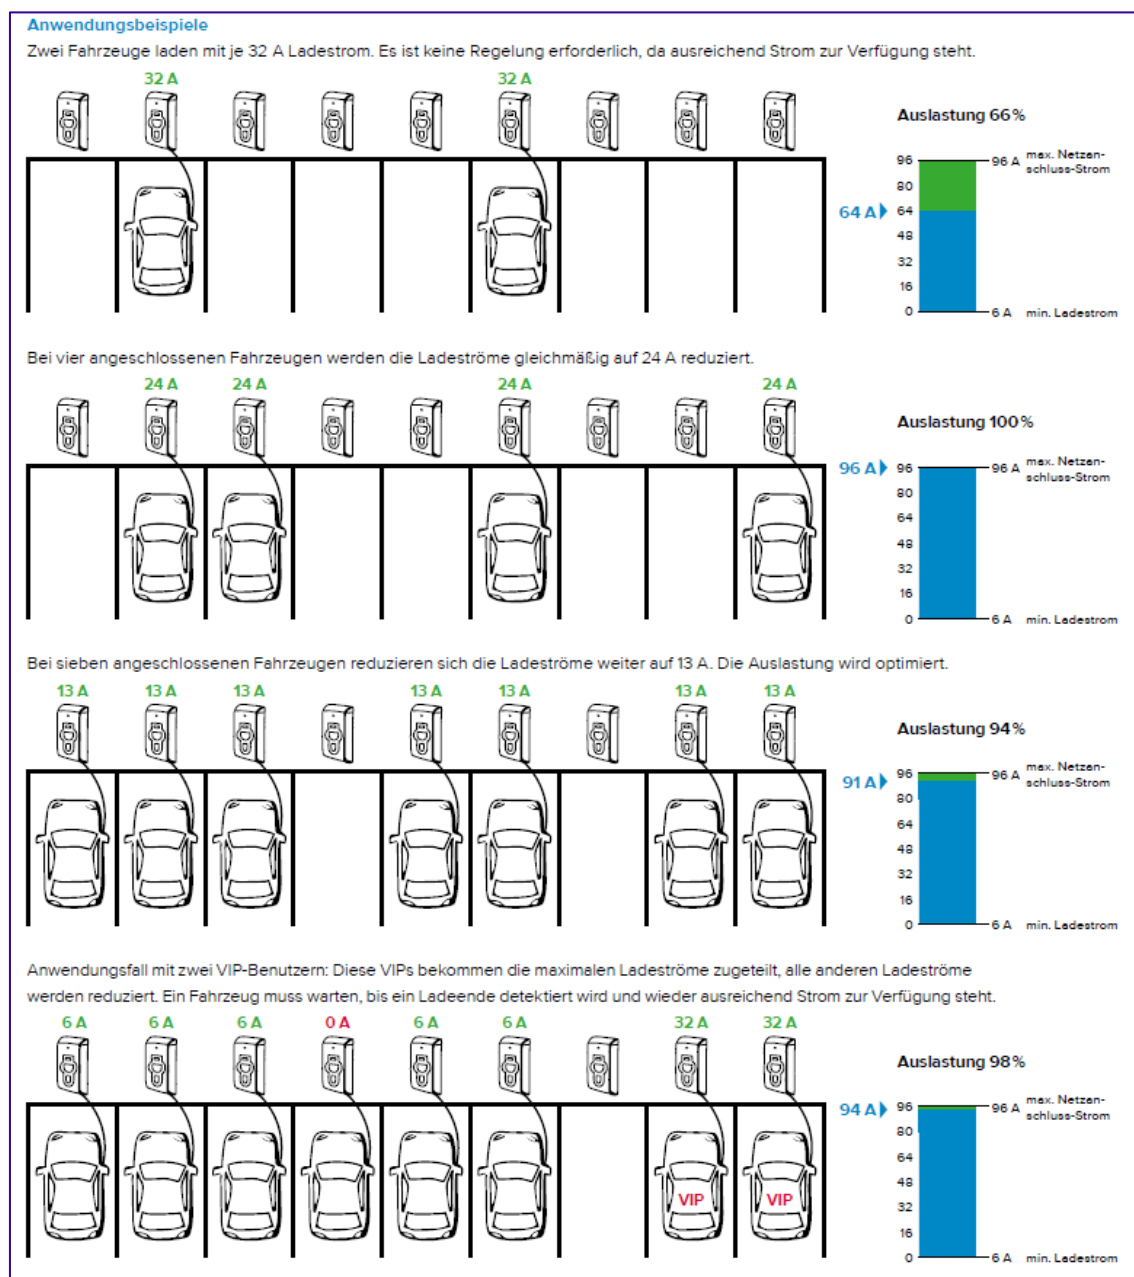 Anwendungsbeispiele
Zwei Fahrzeuge laden mit je 32 A Ladestrom. Es ist keine Regelung erforderlich, da ausreichend Strom zur Verfügung steht.
32 A 32 A
Auslastung 66%
96 96 A max. Netzan-
schluss-Strom
80
64 A 64
48
32
16
0 6 A min. Ladestrom
Bei vier angeschlossenen Fahrzeugen werden die Ladeströme gleichmäßig auf 24 A reduziert.
24 A 24 A 24 A 24 A
Auslastung 100%
96 A 96 96 A max. Netzan-
schluss-Strom
80
64
48
32
16
0 6 A min. Ladestrom
Bei sieben angeschlossenen Fahrzeugen reduzieren sich die Ladeströme weiter auf 13 A. Die Auslastung wird optimiert.
13 A 13 A 13 A 13 A 13 A 13 A 13 A
Auslastung 94%
91 A 96 96 A max. Netzan-
schluss-Strom
80
64
48
32
16
0 6 A min. Ladestrom
Anwendungsfall mit zwei VIP-Benutzern: Diese VIPs bekommen die maximalen Ladeströme zugeteilt, alle anderen Ladeströme
werden reduziert. Ein Fahrzeug muss warten, bis ein Ladeende detektiert wird und wieder ausreichend Strom zur Verfügung steht.
6 A 6 A 6 A 0 A 6 A 6 A 32 A 32 A
Auslastung 98%
94 A 96 96 A max. Netzan-
schluss-Strom
80
64
48
VIP VIP
32
16
0 6 A min. Ladestrom